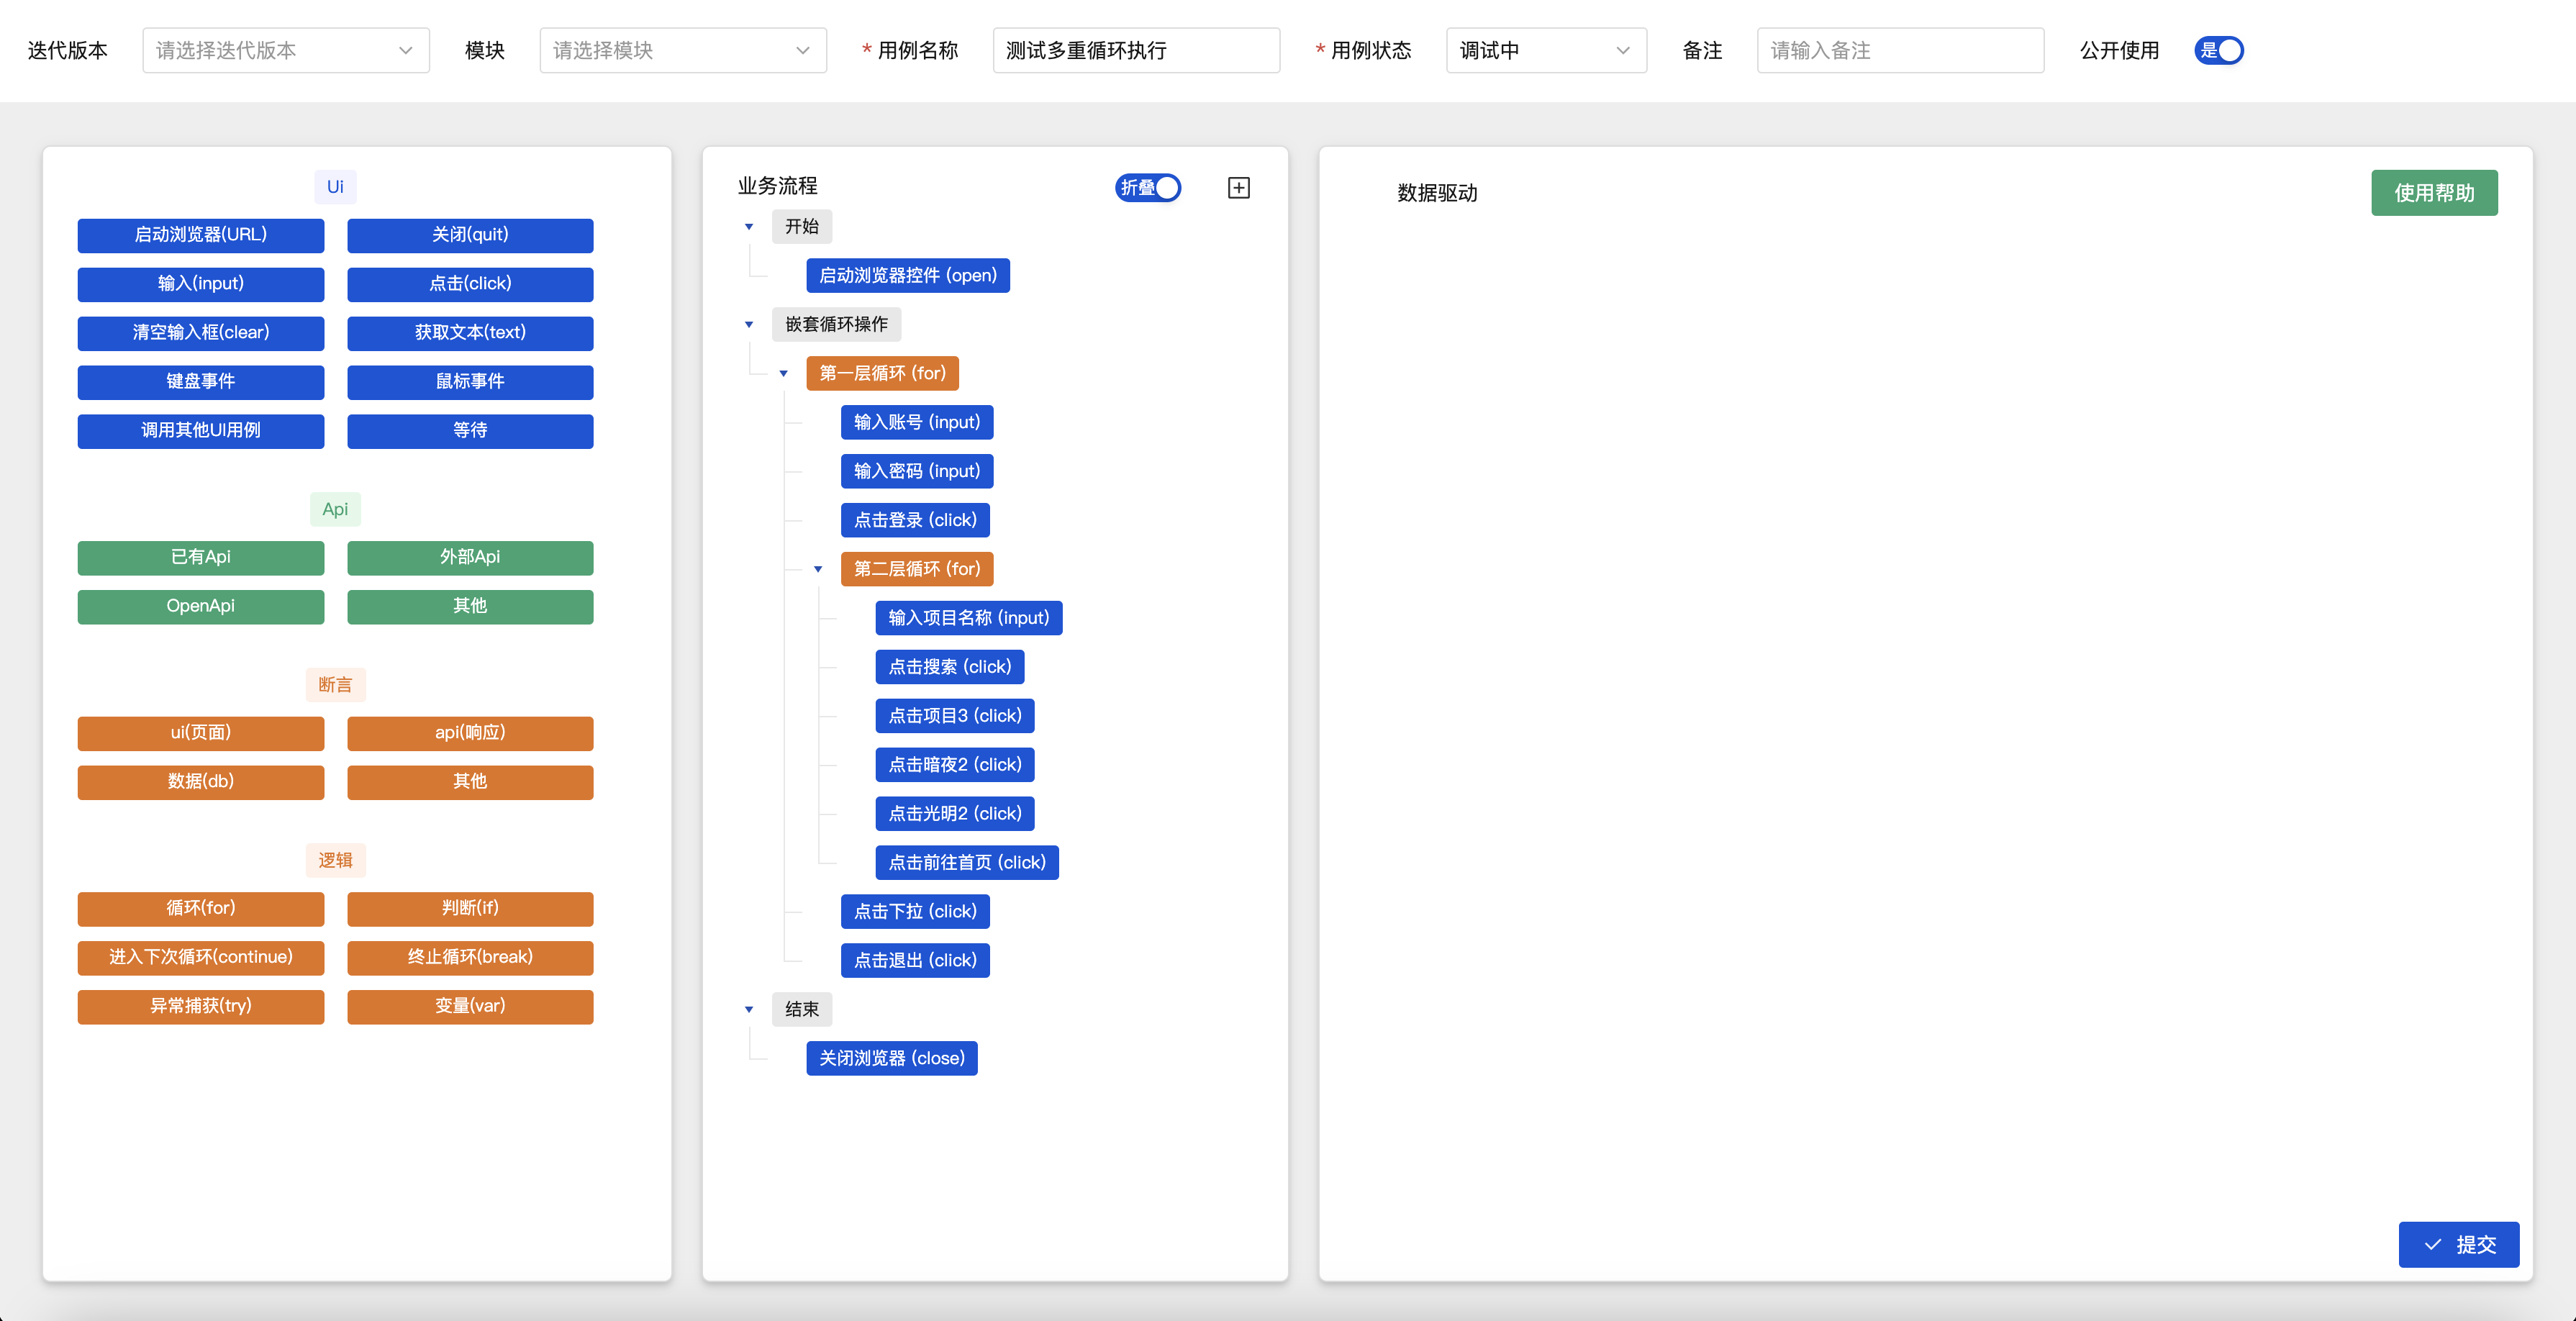 迭代版本 请选择迭代版本 模块 请选择模块 * 用例名称 测试多重循环执行 * 用例状态 调试中 备注 请输入备注 公开使用 是
Ui
启动浏览器(URL) 关闭(quit)
输入(input) 点击(click)
清空输入框(clear) 获取文本(text)
键盘事件 鼠标事件
调用其他UI用例 等待
Api
已有Api 外部Api
OpenApi 其他
断言
ui(页面) api(响应)
数据(db) 其他
逻辑
循环(for) 判断(if)
进入下次循环(continue) 终止循环(break)
异常捕获(try) 变量(var)
业务流程 折叠
开始
启动浏览器控件 (open)
嵌套循环操作
第一层循环 (for)
输入账号 (input)
输入密码 (input)
点击登录 (click)
第二层循环 (for)
输入项目名称 (input)
点击搜索 (click)
点击项目3 (click)
点击暗夜2 (click)
点击光明2 (click)
点击前往首页 (click)
点击下拉 (click)
点击退出 (click)
结束
关闭浏览器 (close)
数据驱动 使用帮助
提交